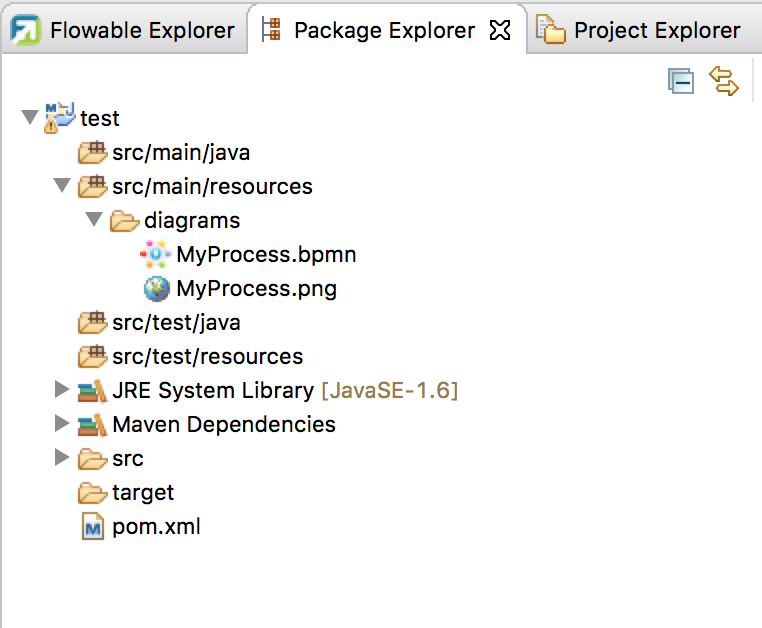 Flowable Explorer Package Explorer Project Explorer
test
src/main/java
src/main/resources
diagrams
MyProcess.bpmn
MyProcess.png
src/test/java
src/test/resources
JRE System Library [JavaSE-1.6]
Maven Dependencies
src
target
pom.xml